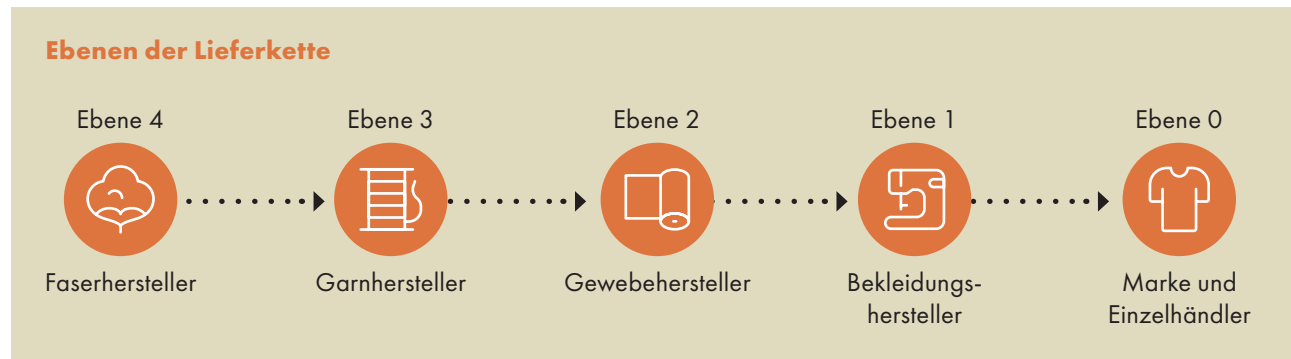 Ebenen der Lieferkette
Ebene 4
Ebene 3
Ebene 2
Ebene 1
Ebene 0
Faserhersteller
Garnhersteller
Gewebehersteller
Bekleidungs-
hersteller
Marke und
Einzelhändler